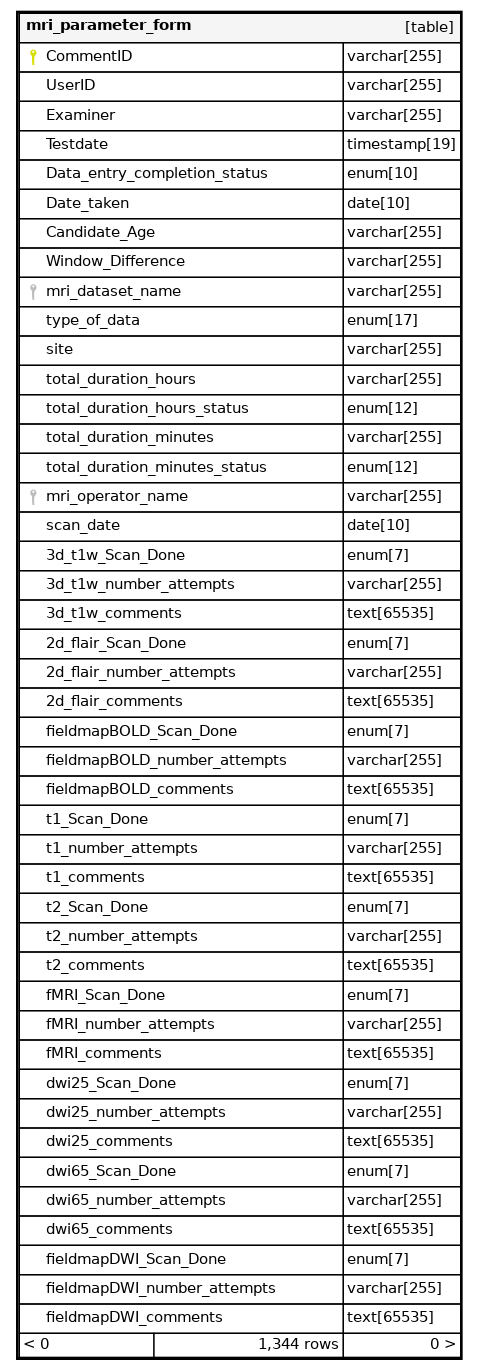 mri_parameter_form [table]
CommentID varchar[255]
UserID varchar[255]
Examiner varchar[255]
Testdate timestamp[19]
Data_entry_completion_status enum[10]
Date_taken date[10]
Candidate_Age varchar[255]
Window_Difference varchar[255]
mri_dataset_name varchar[255]
type_of_data enum[17]
site varchar[255]
total_duration_hours varchar[255]
total_duration_hours_status enum[12]
total_duration_minutes varchar[255]
total_duration_minutes_status enum[12]
mri_operator_name varchar[255]
scan_date date[10]
3d_t1w_Scan_Done enum[7]
3d_t1w_number_attempts varchar[255]
3d_t1w_comments text[65535]
2d_flair_Scan_Done enum[7]
2d_flair_number_attempts varchar[255]
2d_flair_comments text[65535]
fieldmapBOLD_Scan_Done enum[7]
fieldmapBOLD_number_attempts varchar[255]
fieldmapBOLD_comments text[65535]
t1_Scan_Done enum[7]
t1_number_attempts varchar[255]
t1_comments text[65535]
t2_Scan_Done enum[7]
t2_number_attempts varchar[255]
t2_comments text[65535]
fMRI_Scan_Done enum[7]
fMRI_number_attempts varchar[255]
fMRI_comments text[65535]
dwi25_Scan_Done enum[7]
dwi25_number_attempts varchar[255]
dwi25_comments text[65535]
dwi65_Scan_Done enum[7]
dwi65_number_attempts varchar[255]
dwi65_comments text[65535]
fieldmapDWI_Scan_Done enum[7]
fieldmapDWI_number_attempts varchar[255]
fieldmapDWI_comments text[65535]
< 0 1,344 rows 0 >